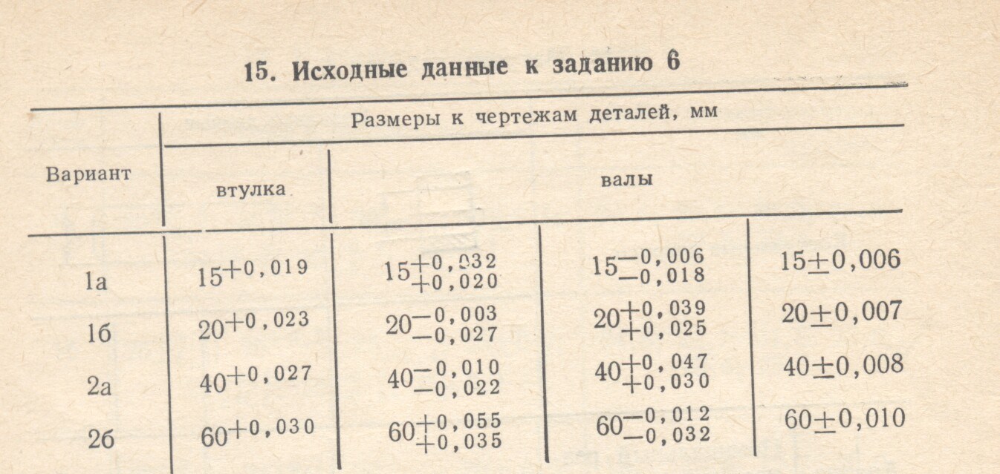 15. Исходные данные к заданию 6
Вариант
Размеры к чертежам деталей, мм
втулка
валы
1а 15+0,019 15+0,032 +0,020 15—0,006 —0,018 15±0,006
1б 20+0,023 20—0,003 —0,027 20+0,039 +0,025 20±0,007
2а 40+0,027 40—0,010 —0,022 40+0,047 +0,030 40±0,008
2б 60+0,030 60+0,055 +0,035 60—0,012 —0,032 60±0,010